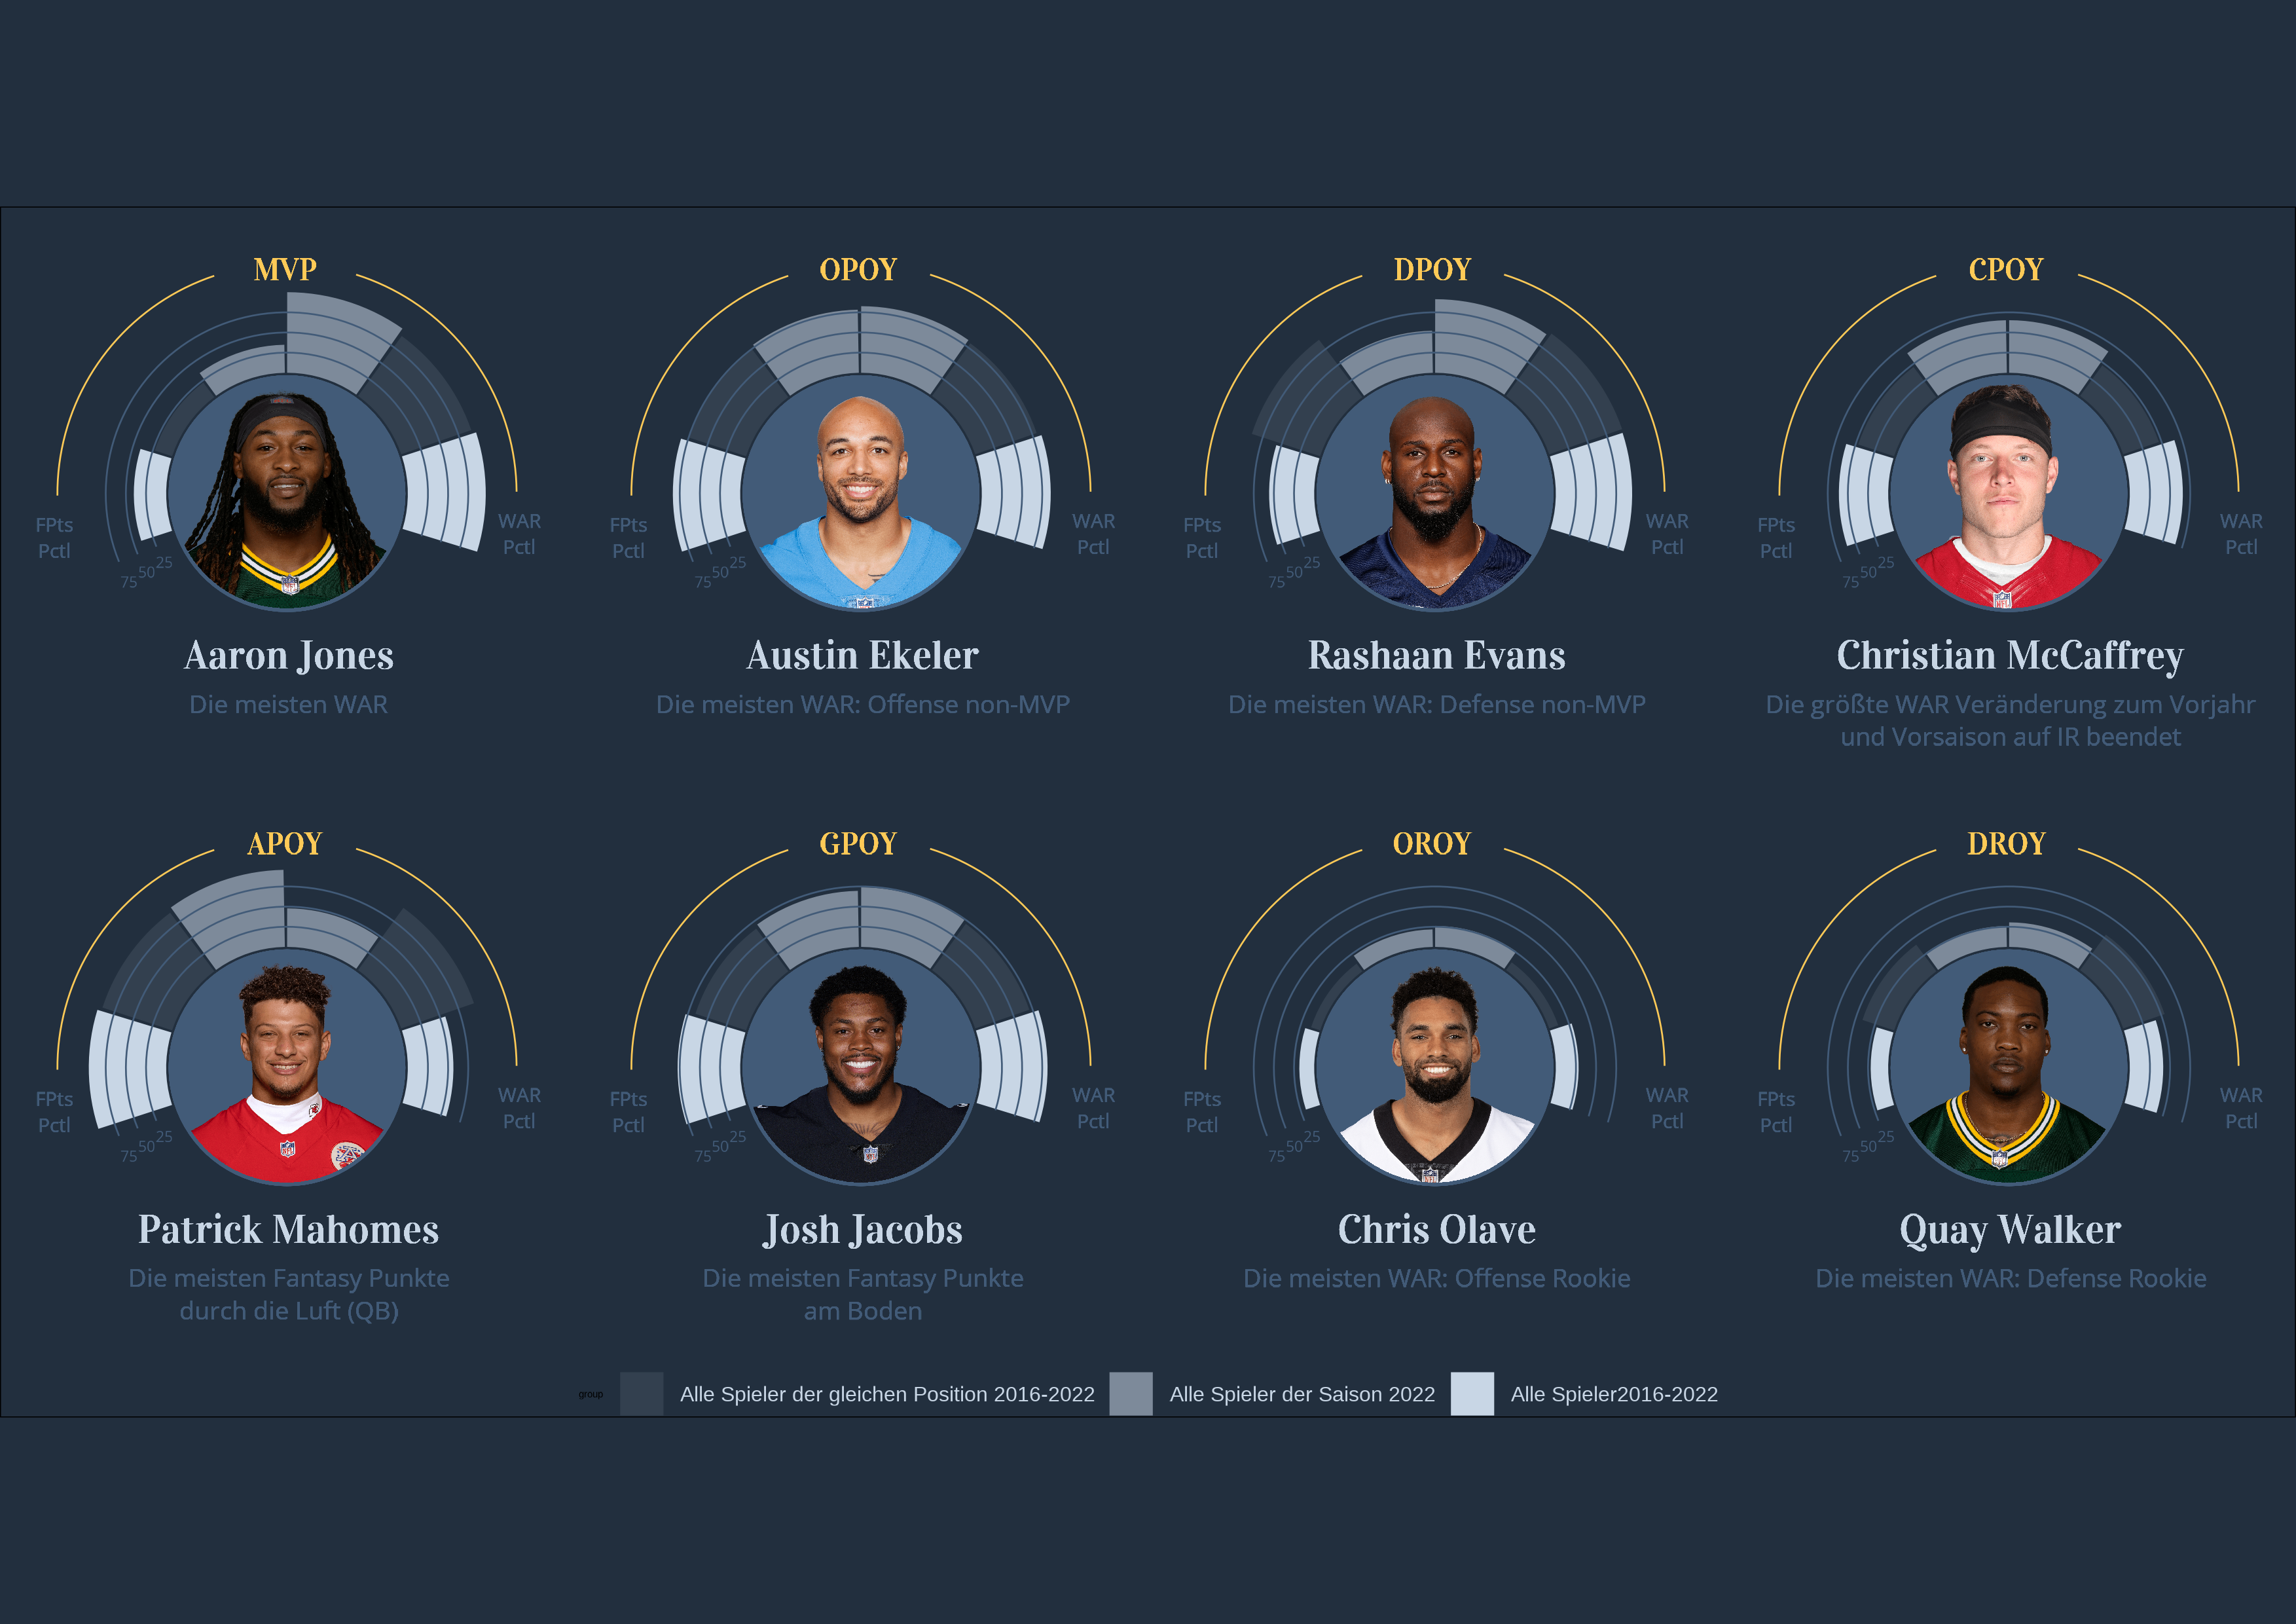 MVP
FPts
Pctl
75 50 25
WAR
Pctl
Aaron Jones
Die meisten WAR
OPOY
FPts
Pctl
75 50 25
WAR
Pctl
Austin Ekeler
Die meisten WAR: Offense non-MVP
DPOY
FPts
Pctl
75 50 25
WAR
Pctl
Rashaan Evans
Die meisten WAR: Defense non-MVP
CPOY
FPts
Pctl
75 50 25
WAR
Pctl
Christian McCaffrey
Die größte WAR Veränderung zum Vorjahr
und Vorsaison auf IR beendet
APOY
FPts
Pctl
75 50 25
WAR
Pctl
Patrick Mahomes
Die meisten Fantasy Punkte
durch die Luft (QB)
GPOY
FPts
Pctl
75 50 25
WAR
Pctl
Josh Jacobs
Die meisten Fantasy Punkte
am Boden
OROY
FPts
Pctl
75 50 25
WAR
Pctl
Chris Olave
Die meisten WAR: Offense Rookie
DROY
FPts
Pctl
75 50 25
WAR
Pctl
Quay Walker
Die meisten WAR: Defense Rookie
group Alle Spieler der gleichen Position 2016-2022 Alle Spieler der Saison 2022 Alle Spieler2016-2022